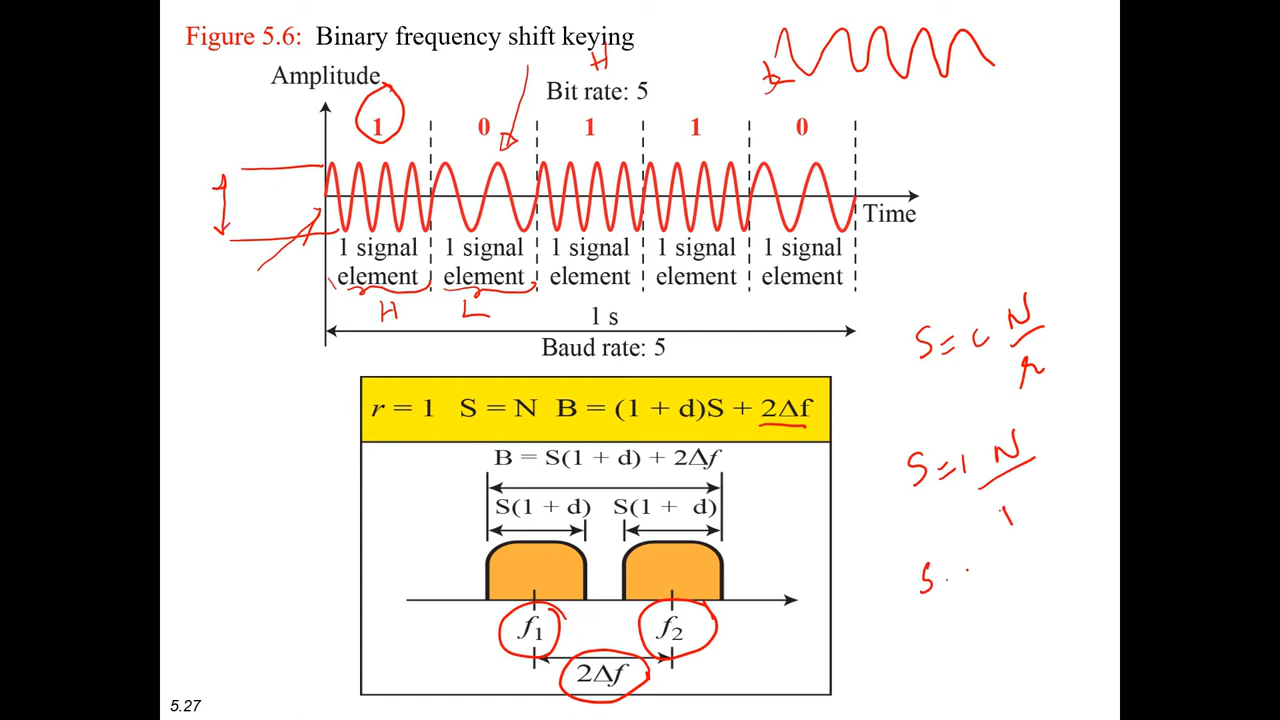 Figure 5.6: Binary frequency shift keying
Amplitude
H
Bit rate: 5
1 0 1 1 0
Time
1 signal element
1 signal element
1 signal element
1 signal element
1 signal element
H L
1 s
Baud rate: 5
S = c N/r
r = 1 S = N B = (1 + d)S + 2Δf
B = S(1 + d) + 2Δf
S = 1 N/1
S(1 + d) S(1 + d)
S
f₁ f₂
2Δf
5.27